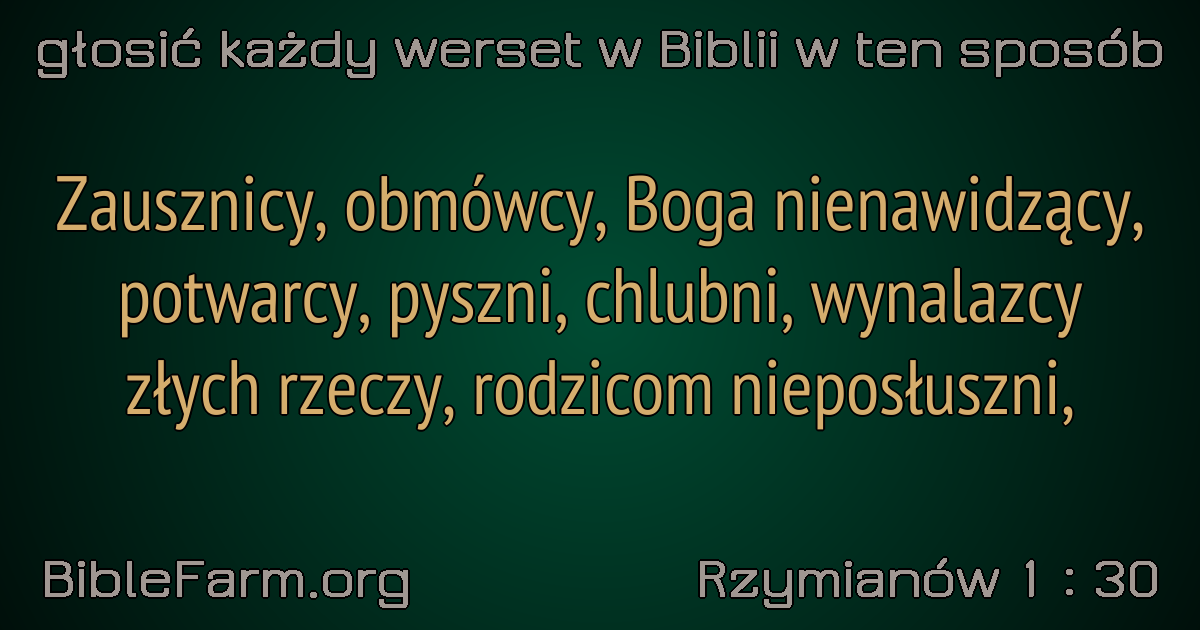 głosić każdy werset w Biblii w ten sposób
Zausznicy, obmówcy, Boga nienawidzący,
potwarcy, pyszni, chlubni, wynalazcy
złych rzeczy, rodzicom nieposłuszni,
BibleFarm.org
Rzymianów 1 : 30